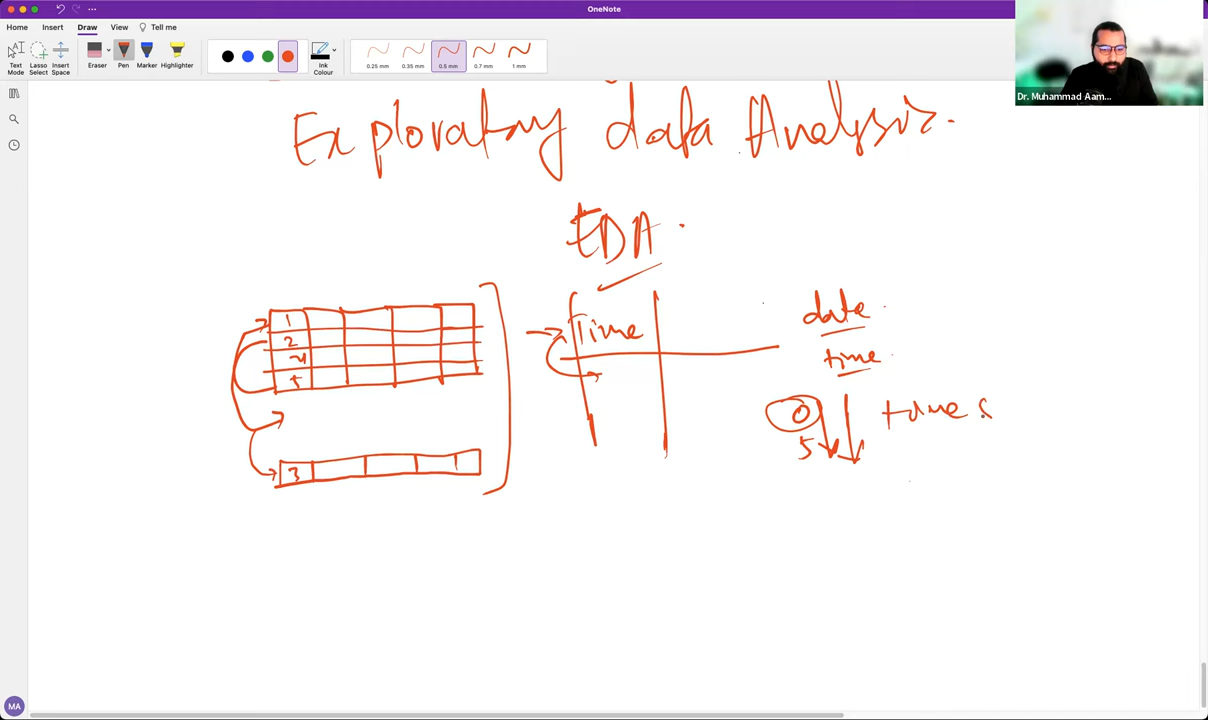 OneNote
Home Insert Draw View Tell me
Text Mode
Lasso Select
Insert Space
Eraser
Pen
Marker
Highlighter
Ink Colour
0.25 mm
0.35 mm
0.5 mm
0.7 mm
1 mm
Dr. Muhammad Aam...
Exploratory data Analysis.
EDA.
1
2
4
5
3
Time
date
time
0
5
time s
MA